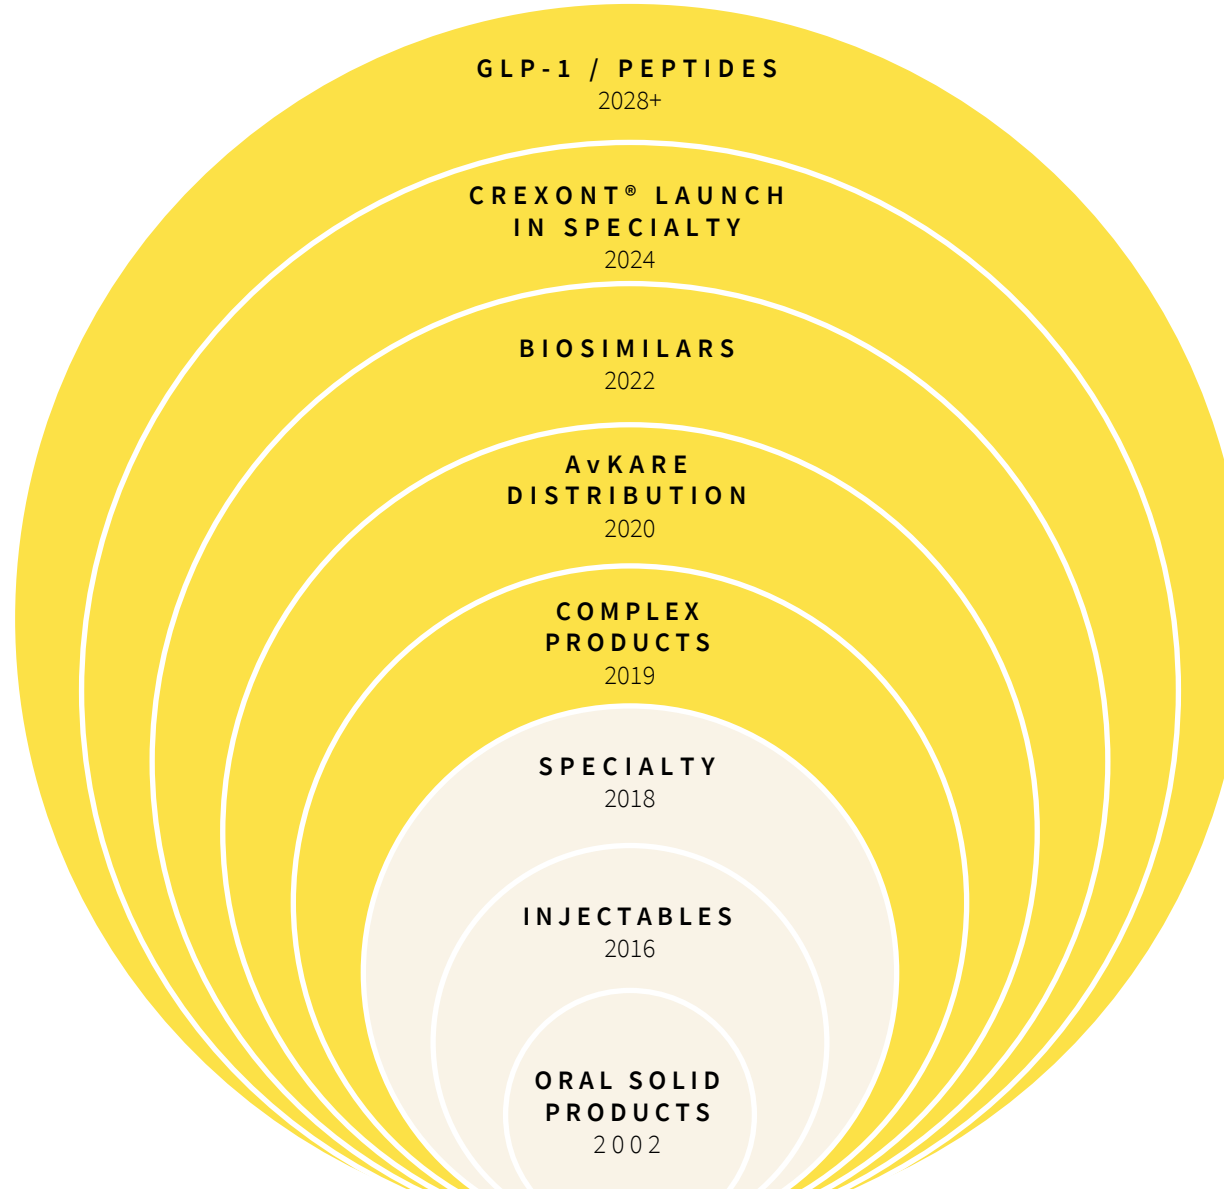 GLP-1 / PEPTIDES
2028+
CREXONT® LAUNCH
IN SPECIALTY
2024
BIOSIMILARS
2022
AvKARE
DISTRIBUTION
2020
COMPLEX
PRODUCTS
2019
SPECIALTY
2018
INJECTABLES
2016
ORAL SOLID
PRODUCTS
2002